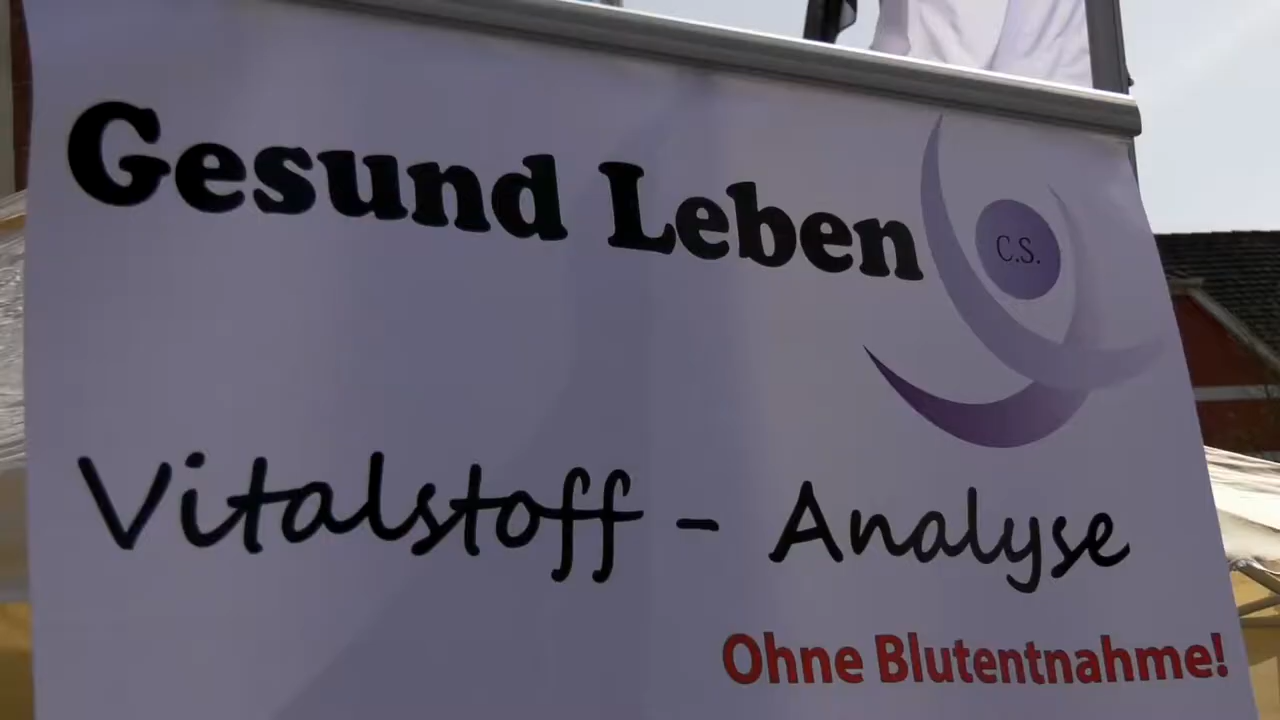 Gesund Leben
C.S.
Vitalstoff - Analyse
Ohne Blutentnahme!